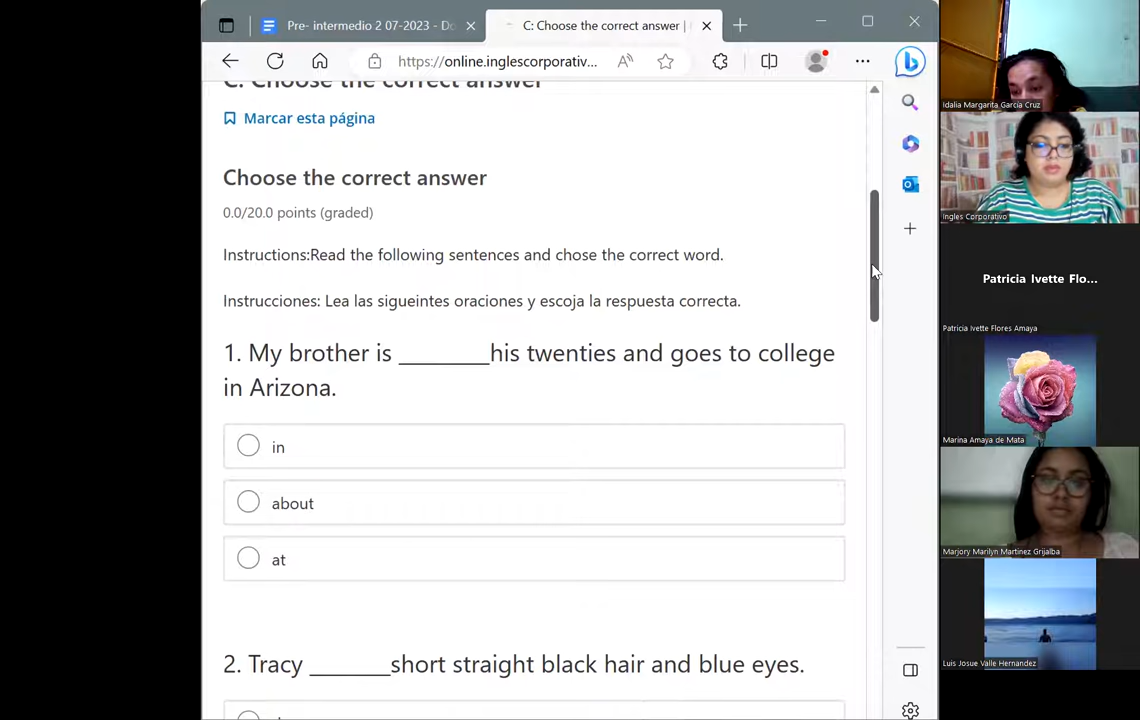 Pre- intermedio 2 07-2023 - Do
C: Choose the correct answer |
https://online.inglescorporativ...
C. Choose the correct answer
Marcar esta página
Choose the correct answer
0.0/20.0 points (graded)
Instructions:Read the following sentences and chose the correct word.
Instrucciones: Lea las sigueintes oraciones y escoja la respuesta correcta.
1. My brother is __________his twenties and goes to college
in Arizona.
in
about
at
2. Tracy _________short straight black hair and blue eyes.
Idalia Margarita García Cruz
Ingles Corporativo
Patricia Ivette Flo...
Patricia Ivette Flores Amaya
Marina Amaya de Mata
Marjory Marilyn Martinez Grijalba
Luis Josue Valle Hernandez